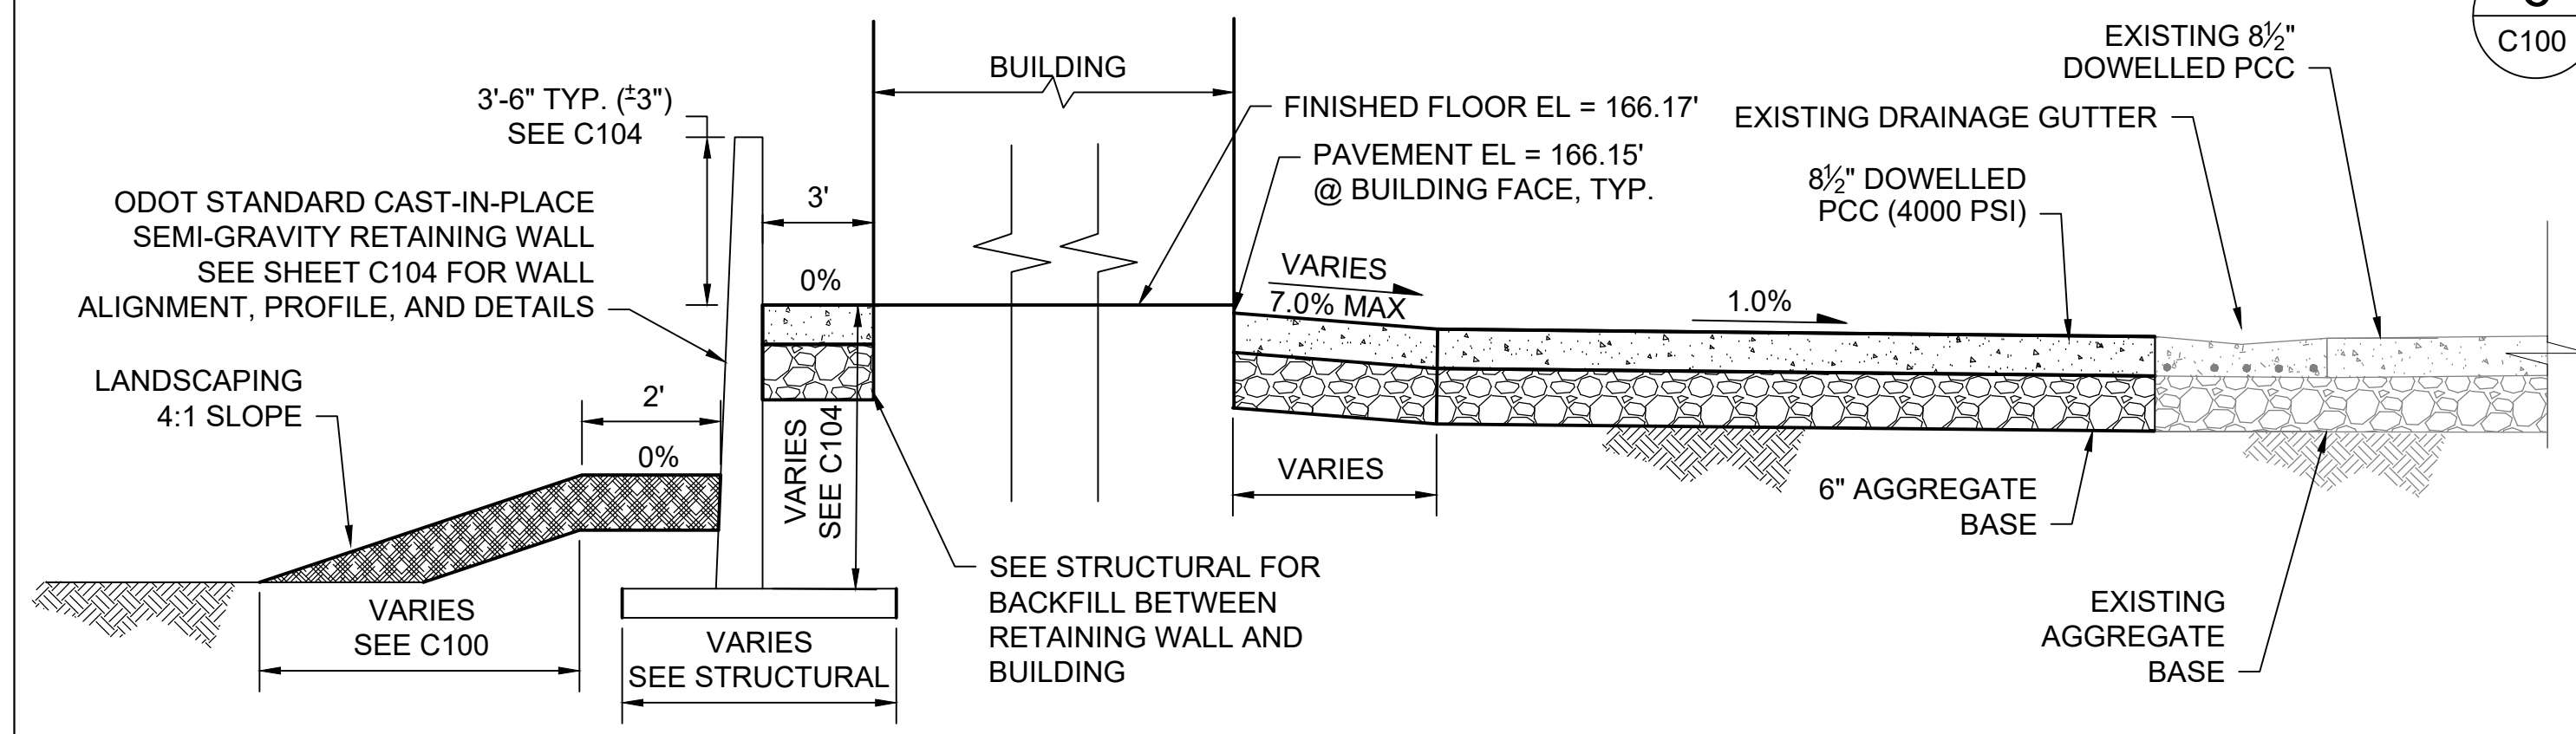 3'-6" TYP. (±3")
SEE C104
ODOT STANDARD CAST-IN-PLACE
SEMI-GRAVITY RETAINING WALL
SEE SHEET C104 FOR WALL
ALIGNMENT, PROFILE, AND DETAILS
LANDSCAPING
4:1 SLOPE
2'
0%
VARIES
SEE C100
VARIES
SEE STRUCTURAL
3'
0%
VARIES
SEE C104
BUILDING
SEE STRUCTURAL FOR
BACKFILL BETWEEN
RETAINING WALL AND
BUILDING
FINISHED FLOOR EL = 166.17'
PAVEMENT EL = 166.15'
@ BUILDING FACE, TYP.
VARIES
7.0% MAX
VARIES
1.0%
8½" DOWELLED
PCC (4000 PSI)
EXISTING DRAINAGE GUTTER
EXISTING 8½"
DOWELLED PCC
6" AGGREGATE
BASE
EXISTING
AGGREGATE
BASE
C100